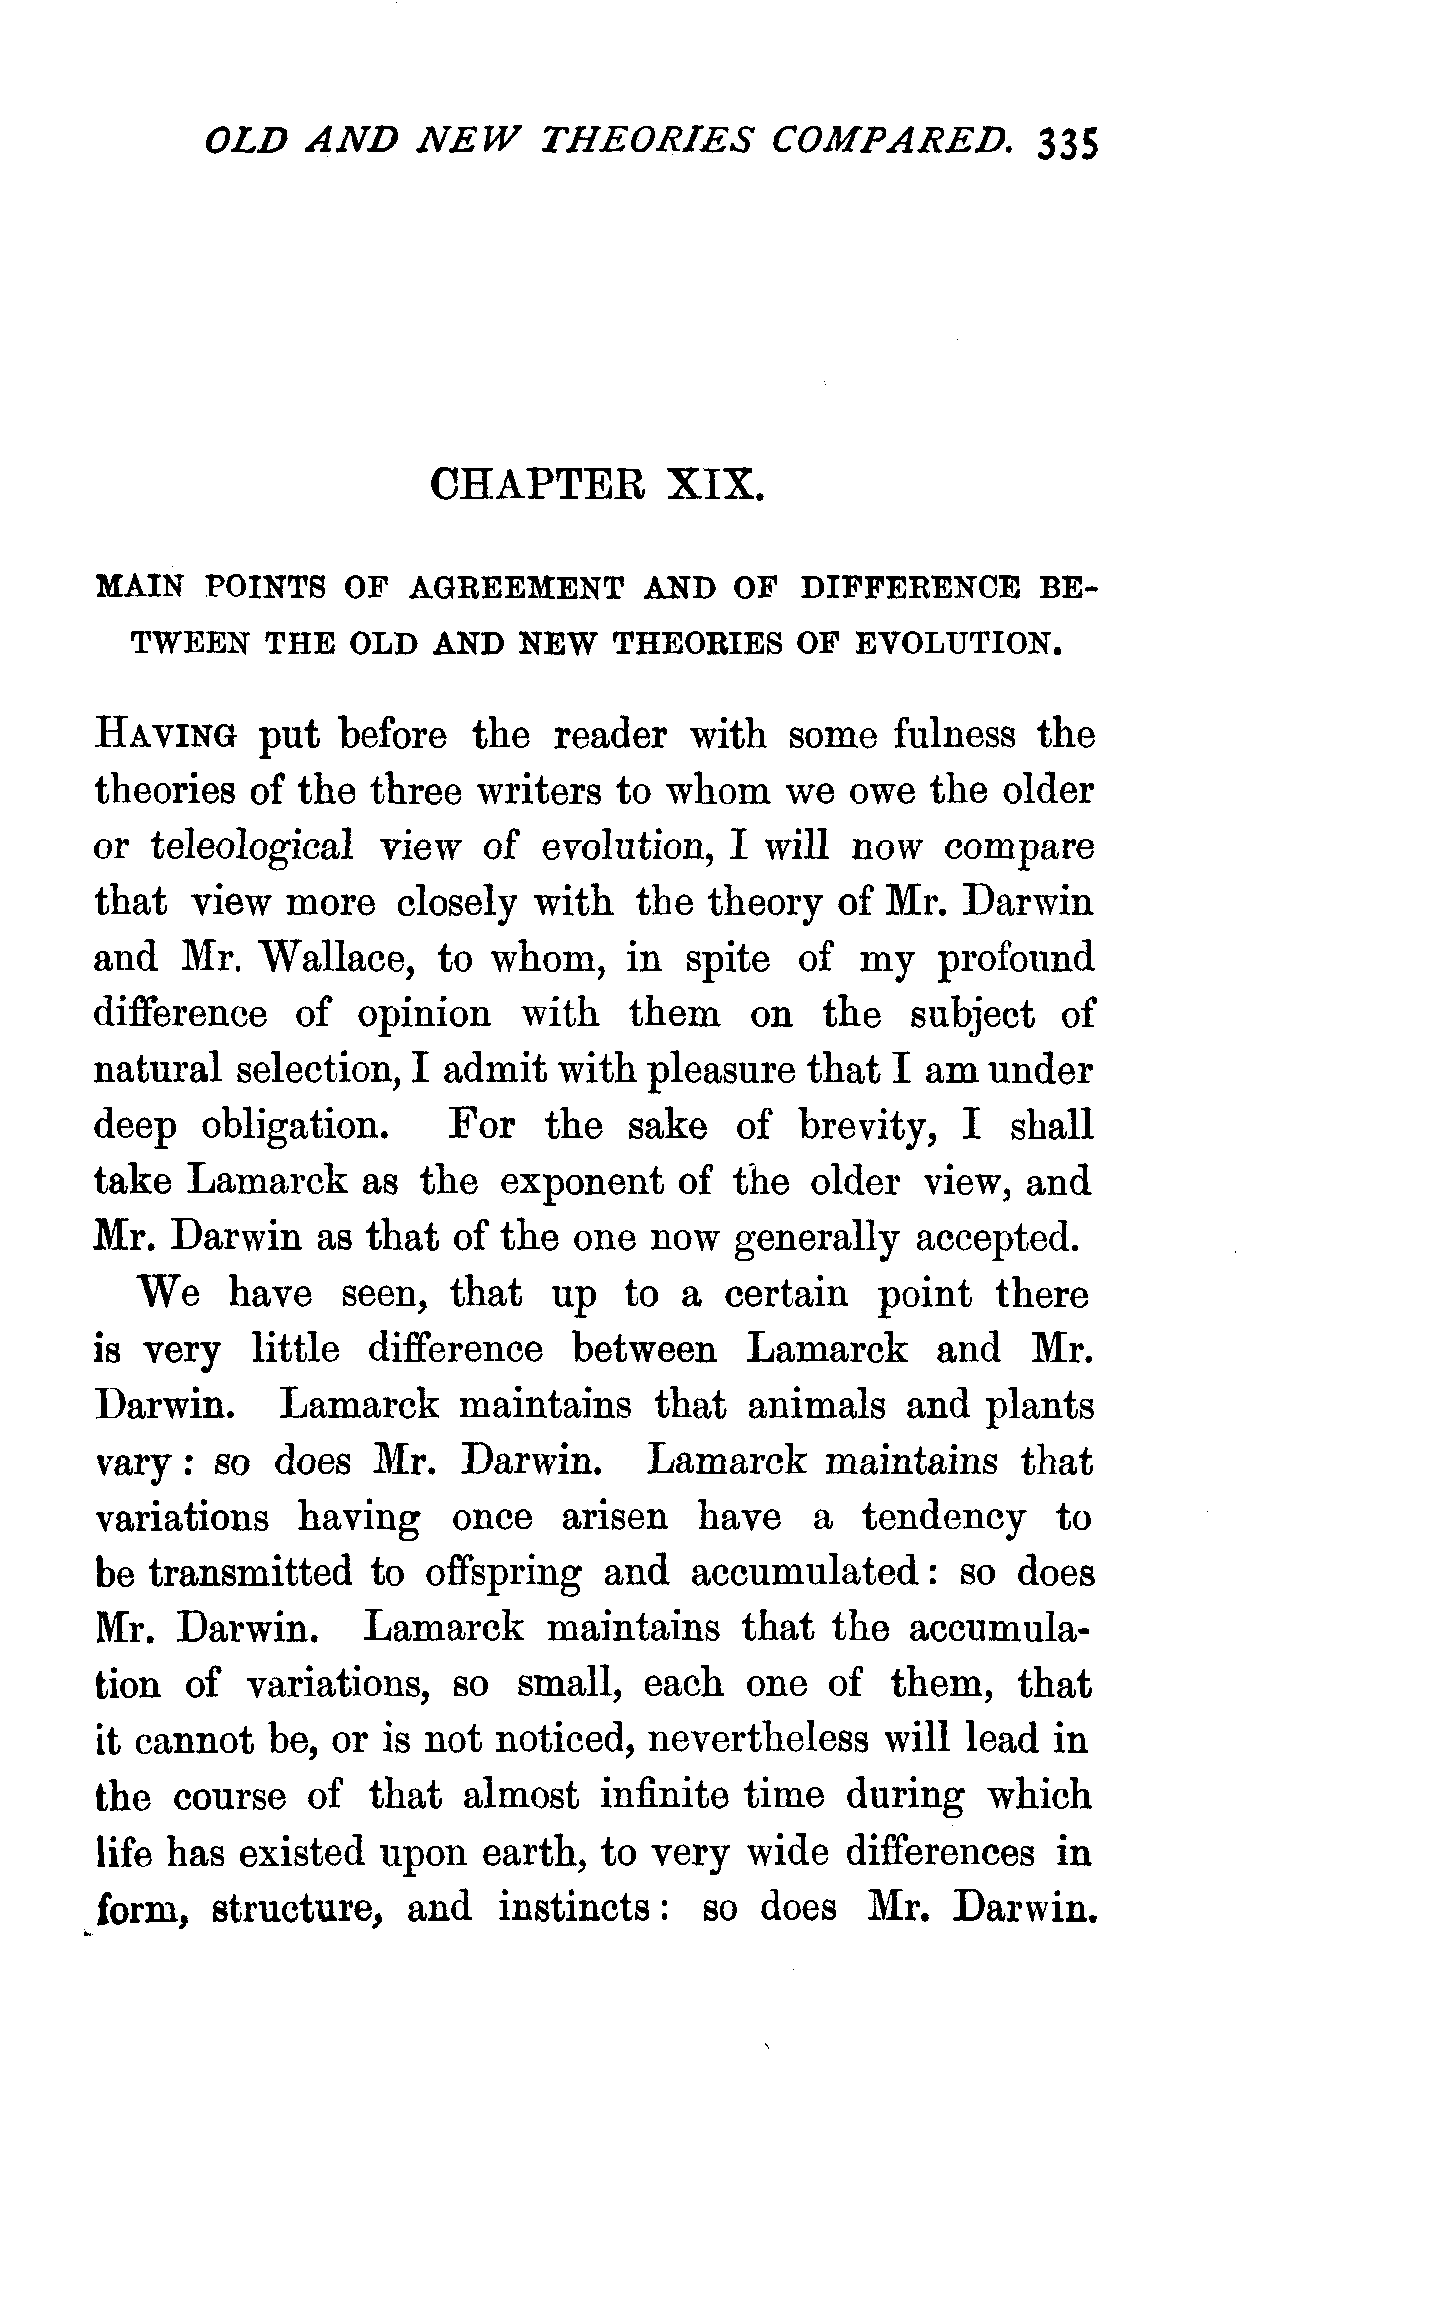 OLD AND NEW THEORIES COMPARED. 335
CHAPTER XIX.
MAIN POINTS OF AGREEMENT AND OF DIFFERENCE BE-
TWEEN THE OLD AND NEW THEORIES OF EVOLUTION.
HAVING put before the reader with some fulness the
theories of the three writers to whom we owe the older
or teleological view of evolution, I will now compare
that view more closely with the theory of Mr. Darwin
and Mr. Wallace, to whom, in spite of my profound
difference of opinion with them on the subject of
natural selection, I admit with pleasure that I am under
deep obligation. For the sake of brevity, I shall
take Lamarck as the exponent of the older view, and
Mr. Darwin as that of the one now generally accepted.
We have seen, that up to a certain point there
is very little difference between Lamarck and Mr.
Darwin. Lamarck maintains that animals and plants
vary : so does Mr. Darwin. Lamarck maintains that
variations having once arisen have a tendency to
be transmitted to offspring and accumulated : so does
Mr. Darwin. Lamarck maintains that the accumula-
tion of variations, so small, each one of them, that
it cannot be, or is not noticed, nevertheless will lead in
the course of that almost infinite time during which
life has existed upon earth, to very wide differences in
form, structure, and instincts : so does Mr. Darwin.